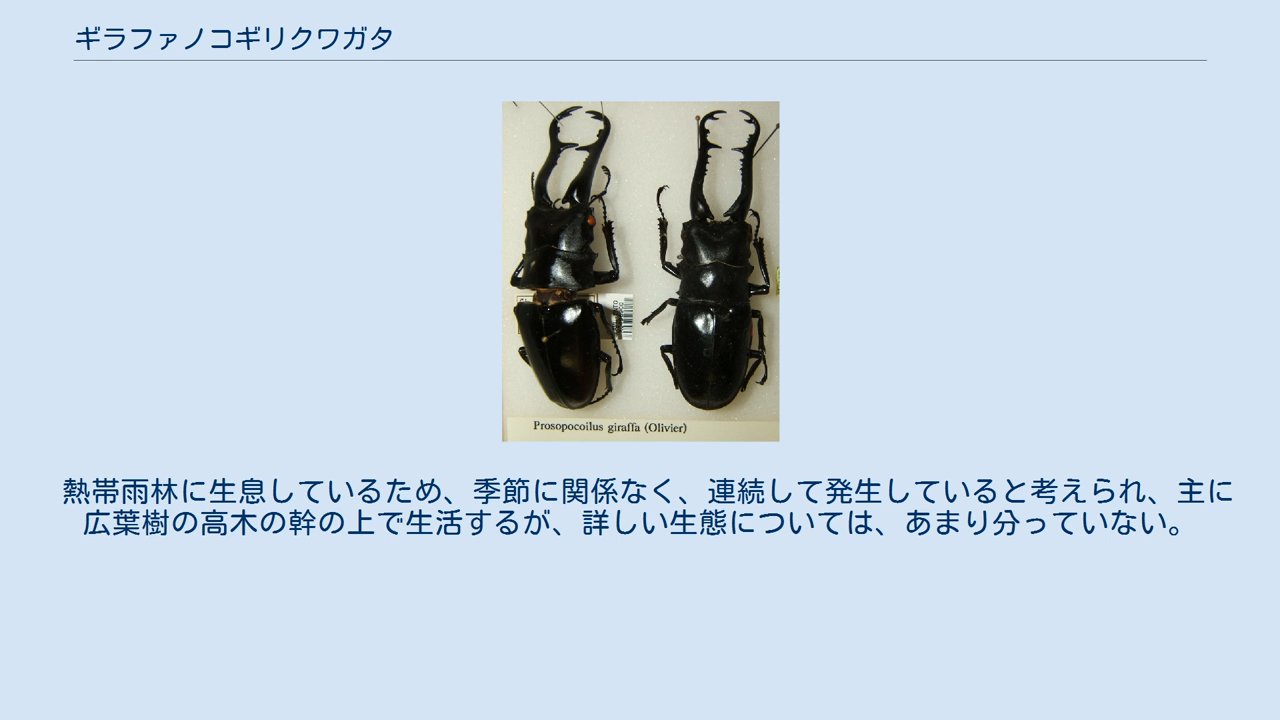 ギラファノコギリクワガタ
Prosopocoilus giraffa (Olivier)
熱帯雨林に生息しているため、季節に関係なく、連続して発生していると考えられ、主に
広葉樹の高木の幹の上で生活するが、詳しい生態については、あまり分っていない。